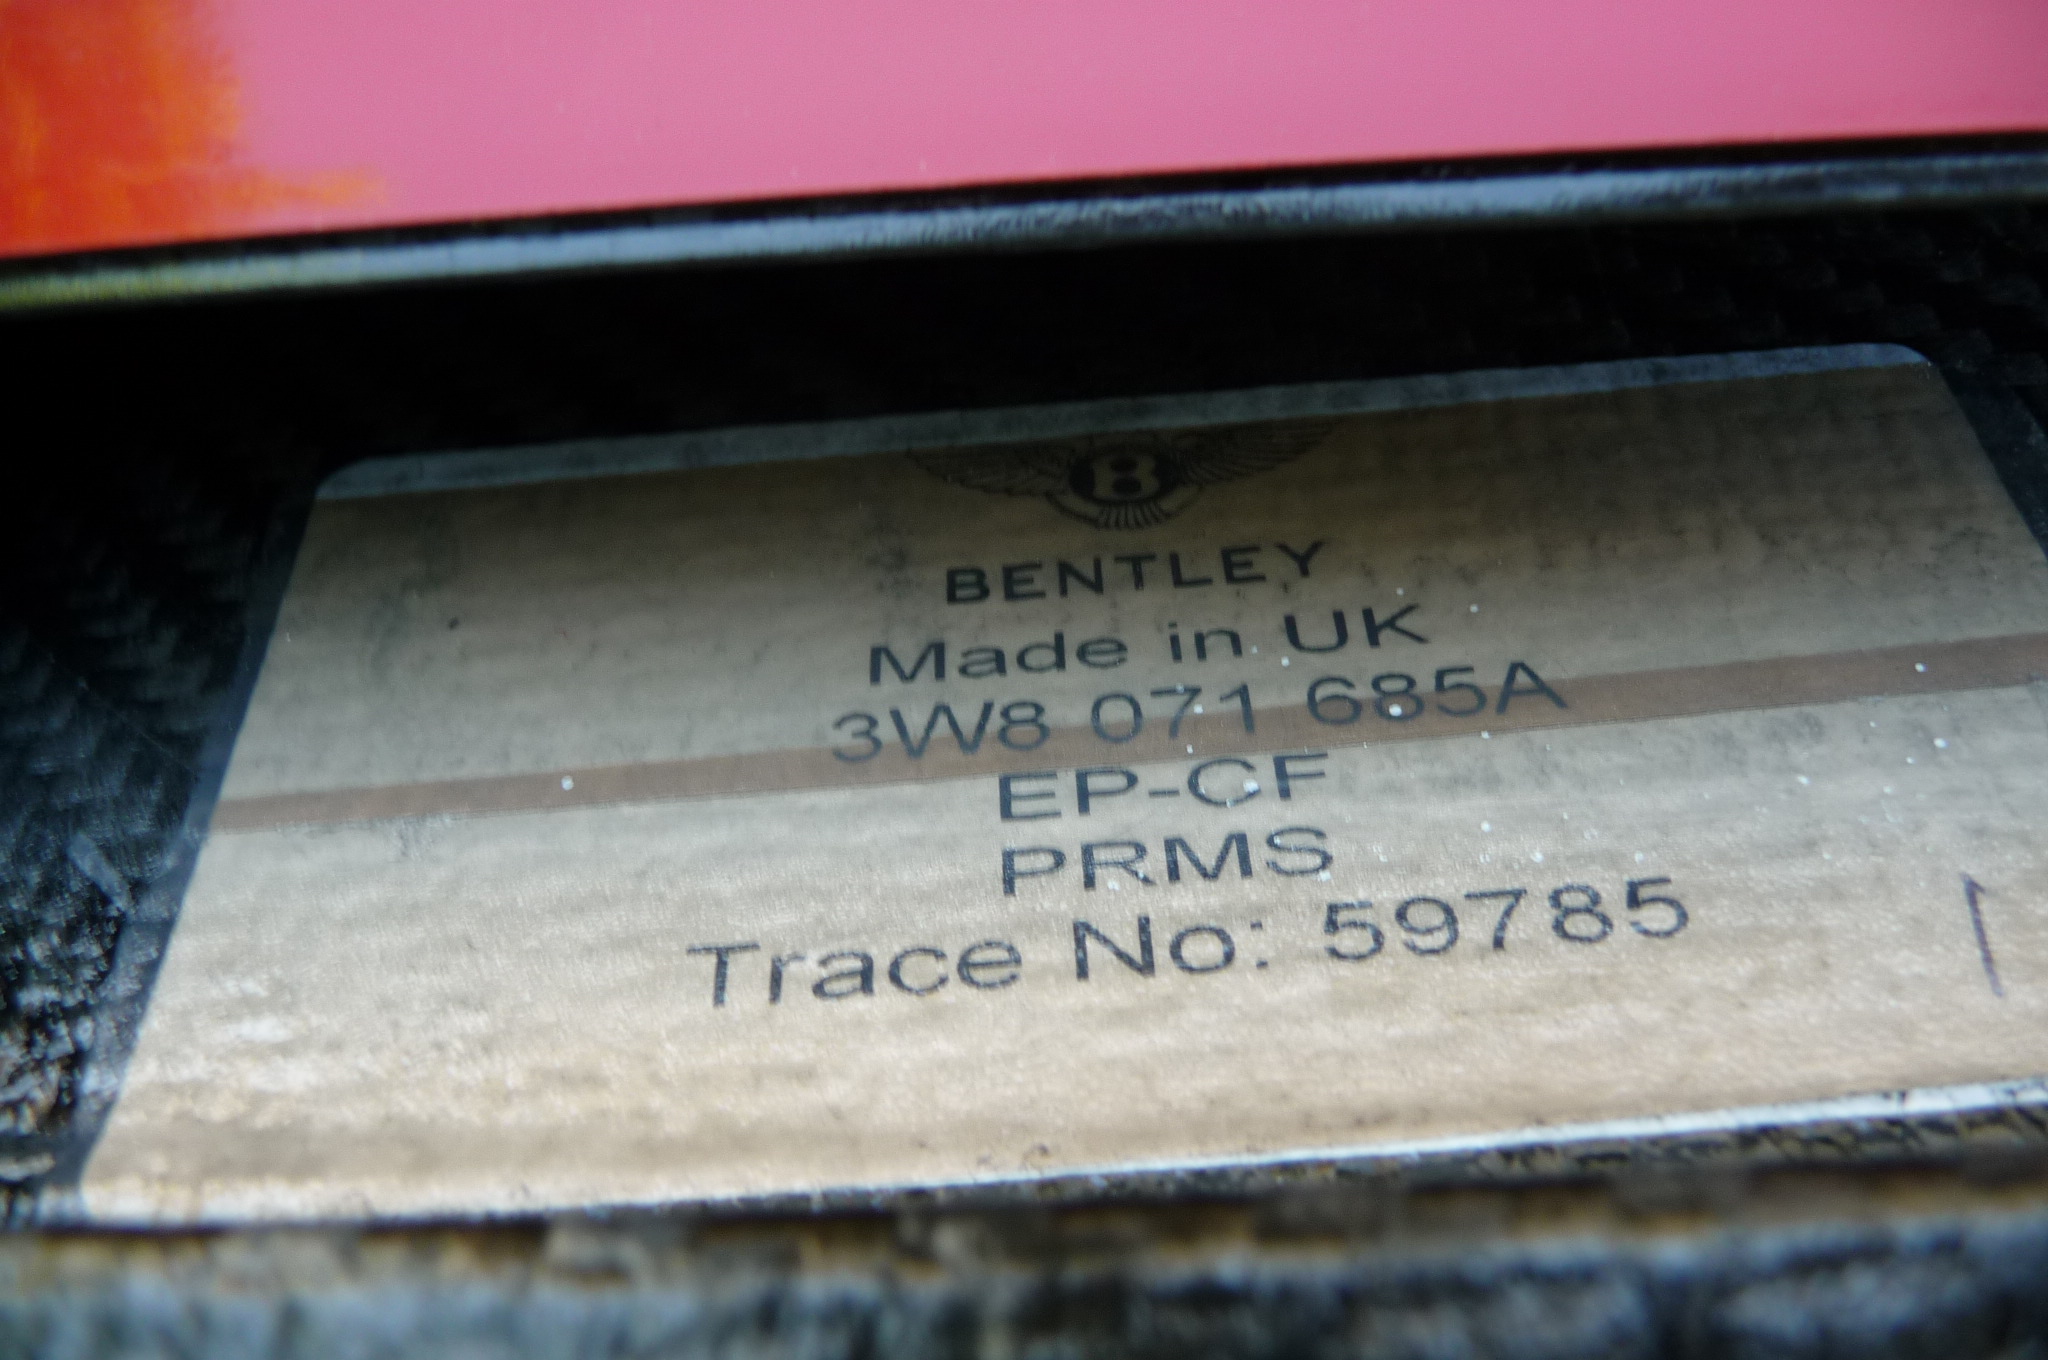 B
BENTLEY
Made in UK
3W8 071 685A
EP-CF
PRMS
Trace No: 59785